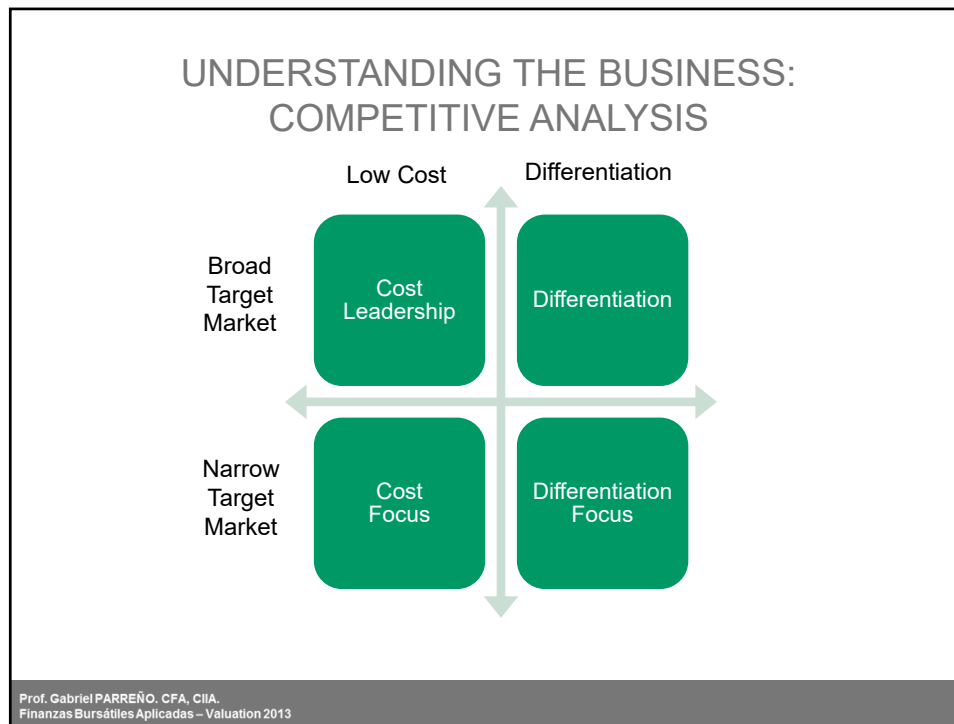 UNDERSTANDING THE BUSINESS:
COMPETITIVE ANALYSIS
Low Cost
Differentiation
Broad
Target
Market
Cost
Leadership
Differentiation
Narrow
Target
Market
Cost
Focus
Differentiation
Focus
Prof. Gabriel PARREÑO. CFA, CIIA.
Finanzas Bursátiles Aplicadas – Valuation 2013